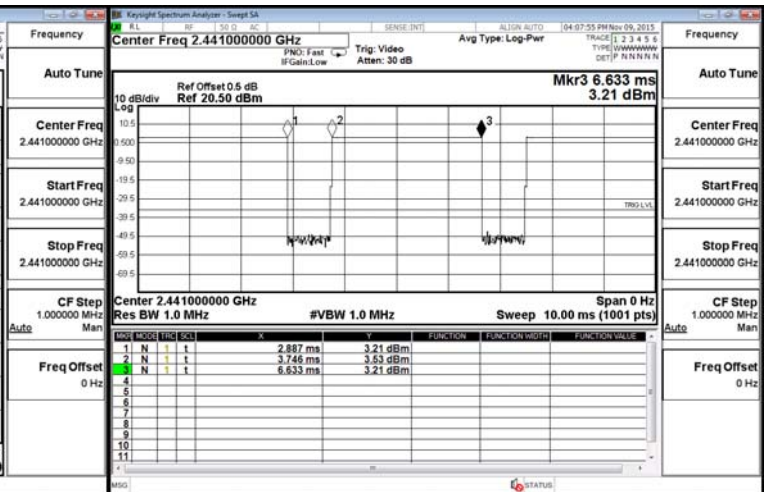 Keysight Spectrum Analyzer - Swept SA
RL RF 50 Ω AC SENSE:INT ALIGN AUTO 04:07:55 PM Nov 09, 2015
Center Freq 2.441000000 GHz
PNO: Fast
IFGain:Low
Trig: Video
Atten: 30 dB
Avg Type: Log-Pwr
TRACE 1 2 3 4 5 6
TYPE WWWWWW
DET P N N N N N
Ref Offset 0.5 dB
Ref 20.50 dBm
10 dB/div
Log
Mkr3 6.633 ms
3.21 dBm
10.5
0.500
-9.50
-19.5
-29.5
-39.5
-49.5
-59.5
-69.5
1
2
3
TRIG LVL
Center 2.441000000 GHz
Span 0 Hz
Res BW 1.0 MHz
#VBW 1.0 MHz
Sweep 10.00 ms (1001 pts)
MKR MODE TRC SCL X Y FUNCTION FUNCTION WIDTH FUNCTION VALUE
1 N 1 t 2.887 ms 3.21 dBm
2 N 1 t 3.746 ms 3.53 dBm
3 N 1 t 6.633 ms 3.21 dBm
4
5
6
7
8
9
10
11
MSG
STATUS
Frequency
Auto Tune
Center Freq
2.441000000 GHz
Start Freq
2.441000000 GHz
Stop Freq
2.441000000 GHz
CF Step
1.000000 MHz
Auto Man
Freq Offset
0 Hz
Frequency
Auto Tune
Center Freq
2.441000000 GHz
Start Freq
2.441000000 GHz
Stop Freq
2.441000000 GHz
CF Step
1.000000 MHz
Auto Man
Freq Offset
0 Hz